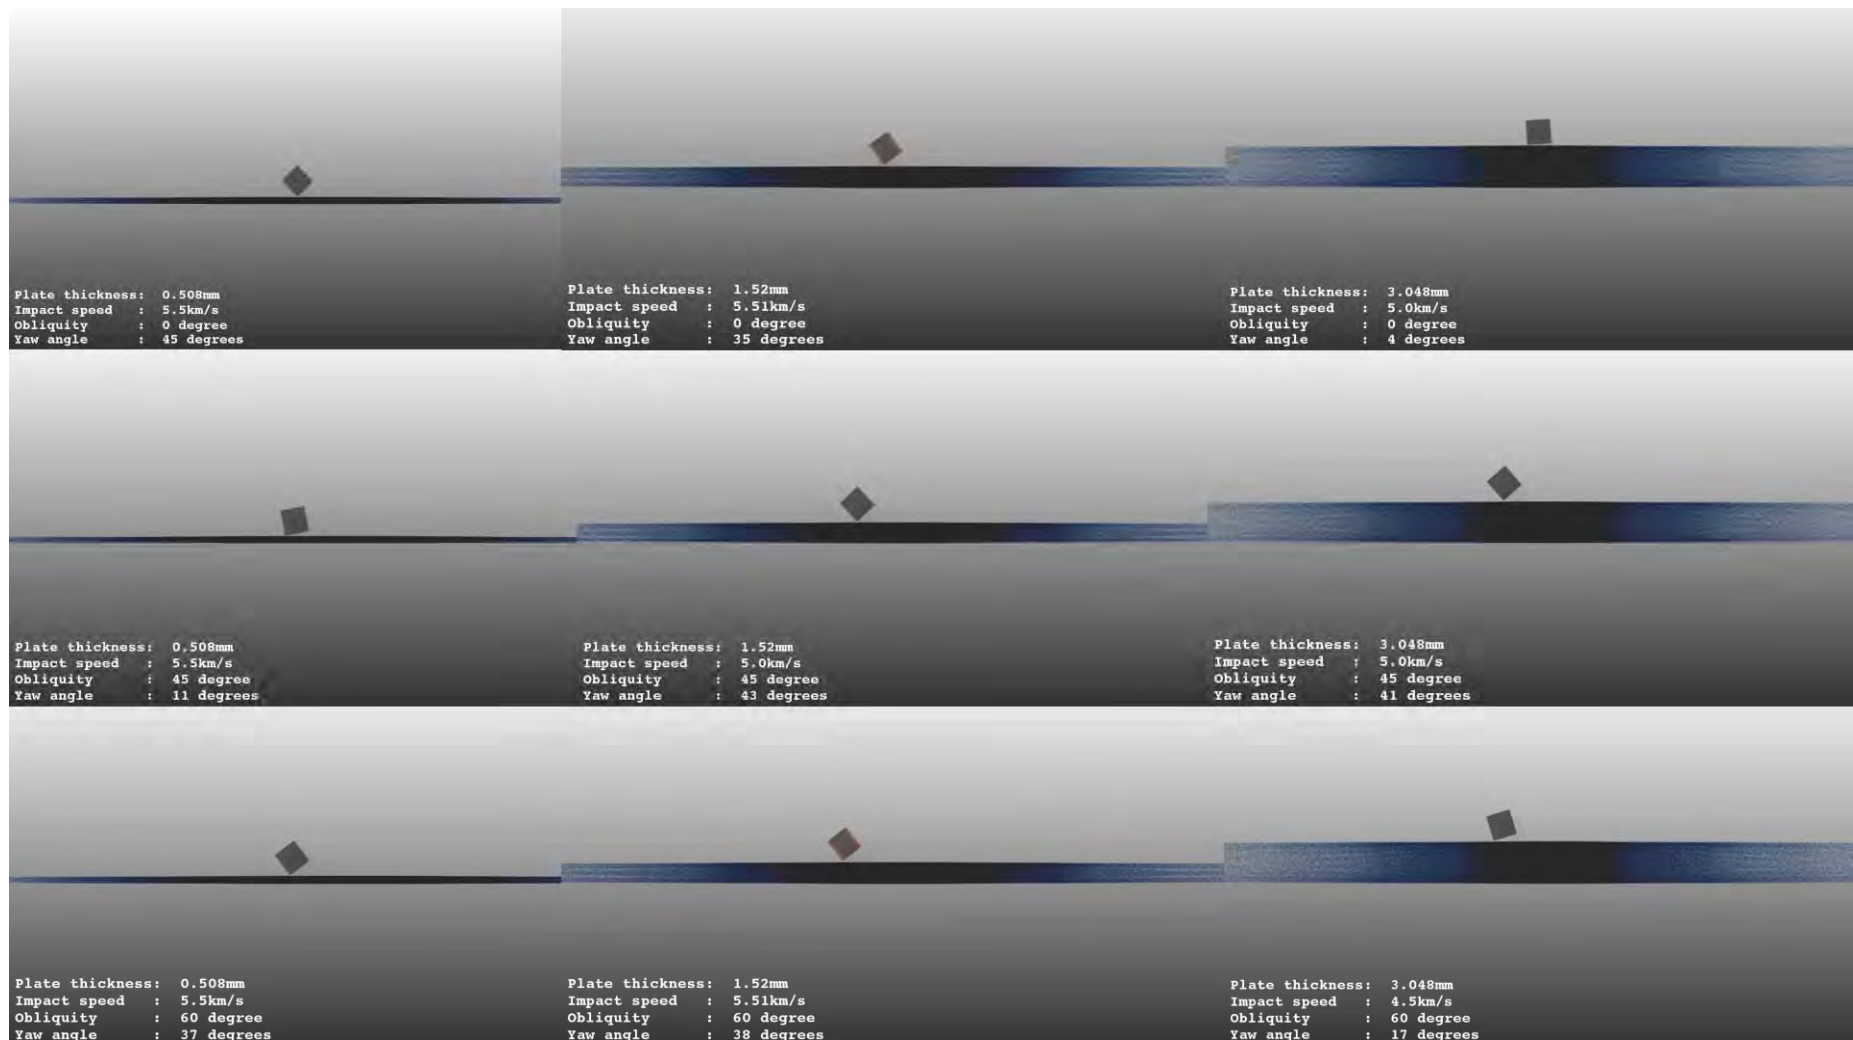 Plate thickness: 0.508mm
Impact speed : 5.5km/s
Obliquity : 0 degree
Yaw angle : 45 degrees
Plate thickness: 1.52mm
Impact speed : 5.51km/s
Obliquity : 0 degree
Yaw angle : 35 degrees
Plate thickness: 3.048mm
Impact speed : 5.0km/s
Obliquity : 0 degree
Yaw angle : 4 degrees
Plate thickness: 0.508mm
Impact speed : 5.5km/s
Obliquity : 45 degree
Yaw angle : 11 degrees
Plate thickness: 1.52mm
Impact speed : 5.0km/s
Obliquity : 45 degree
Yaw angle : 43 degrees
Plate thickness: 3.048mm
Impact speed : 5.0km/s
Obliquity : 45 degree
Yaw angle : 41 degrees
Plate thickness: 0.508mm
Impact speed : 5.5km/s
Obliquity : 60 degree
Yaw angle : 37 degrees
Plate thickness: 1.52mm
Impact speed : 5.51km/s
Obliquity : 60 degree
Yaw angle : 38 degrees
Plate thickness: 3.048mm
Impact speed : 4.5km/s
Obliquity : 60 degree
Yaw angle : 17 degrees